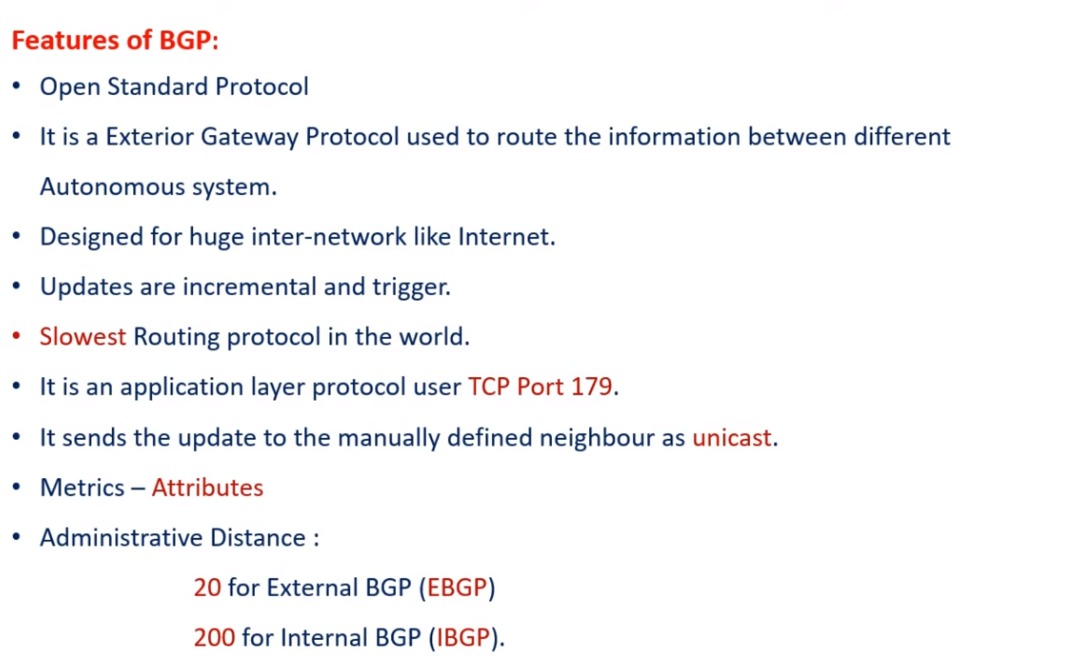 Features of BGP:
• Open Standard Protocol
• It is a Exterior Gateway Protocol used to route the information between different
Autonomous system.
• Designed for huge inter-network like Internet.
• Updates are incremental and trigger.
• Slowest Routing protocol in the world.
• It is an application layer protocol user TCP Port 179.
• It sends the update to the manually defined neighbour as unicast.
• Metrics – Attributes
• Administrative Distance :
20 for External BGP (EBGP)
200 for Internal BGP (IBGP).